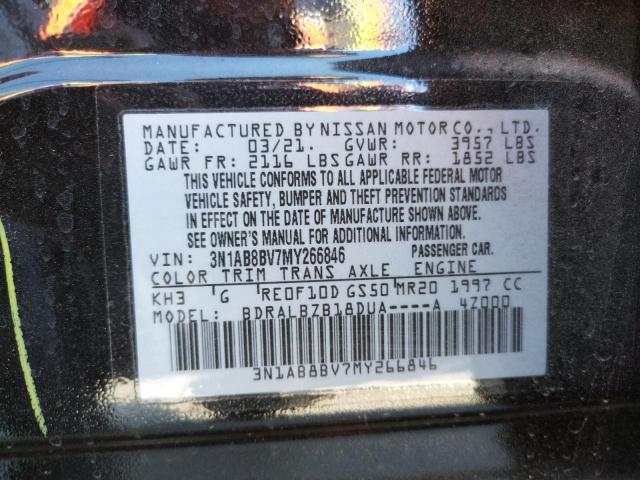 MANUFACTURED BY NISSAN MOTOR CO., LTD.
DATE: 03/21. GVWR: 3957 LBS
GAWR FR: 2116 LBS GAWR RR: 1852 LBS
THIS VEHICLE CONFORMS TO ALL APPLICABLE FEDERAL MOTOR
VEHICLE SAFETY, BUMPER AND THEFT PREVENTION STANDARDS
IN EFFECT ON THE DATE OF MANUFACTURE SHOWN ABOVE.
SEE OWNER'S MANUAL FOR ADDITIONAL INFORMATION.
VIN: 3N1AB8BV7MY266846 PASSENGER CAR.
COLOR TRIM TRANS AXLE ENGINE
KH3 G RE0F10D GS50 MR20 1997 CC
MODEL: BDRALBZB18DUA----A 4Z000
3N1AB8BV7MY266846